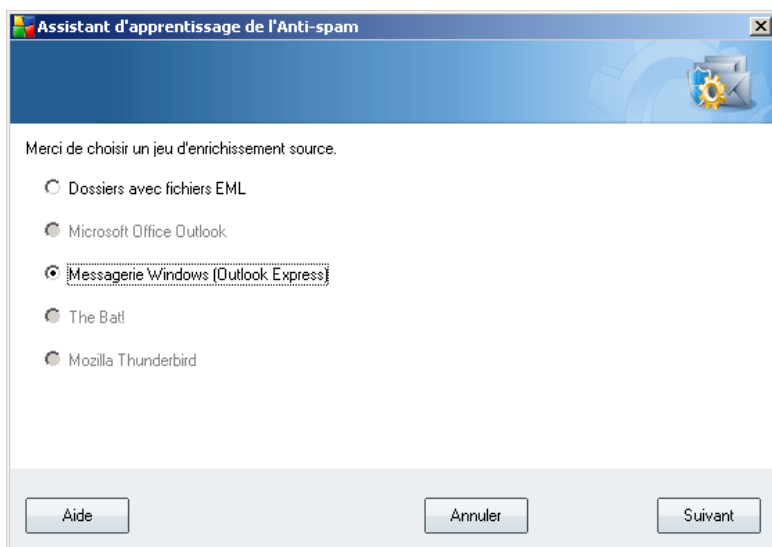 Assistant d'apprentissage de l'Anti-spam
Merci de choisir un jeu d'enrichissement source.
Dossiers avec fichiers EML
Microsoft Office Outlook
Messagerie Windows (Outlook Express)
The Bat!
Mozilla Thunderbird
Aide
Annuler
Suivant